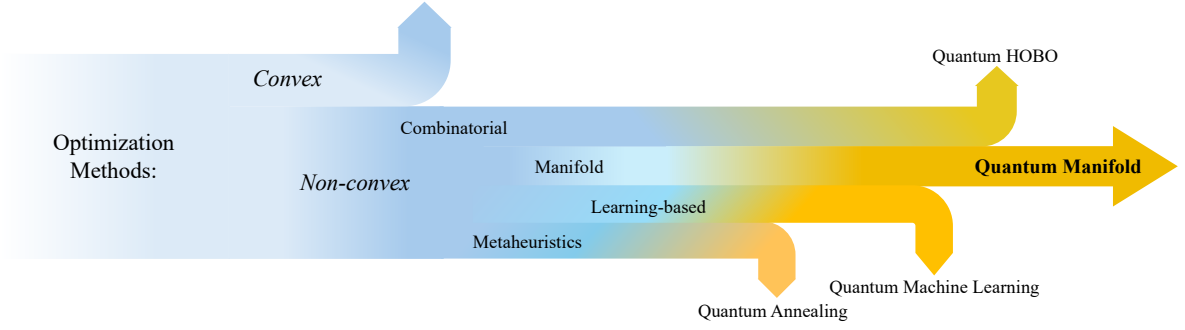 Quantum HOBO
Convex
Combinatorial
Optimization
Methods:
Manifold
Quantum Manifold
Non-convex
Learning-based
Metaheuristics
Quantum Machine Learning
Quantum Annealing